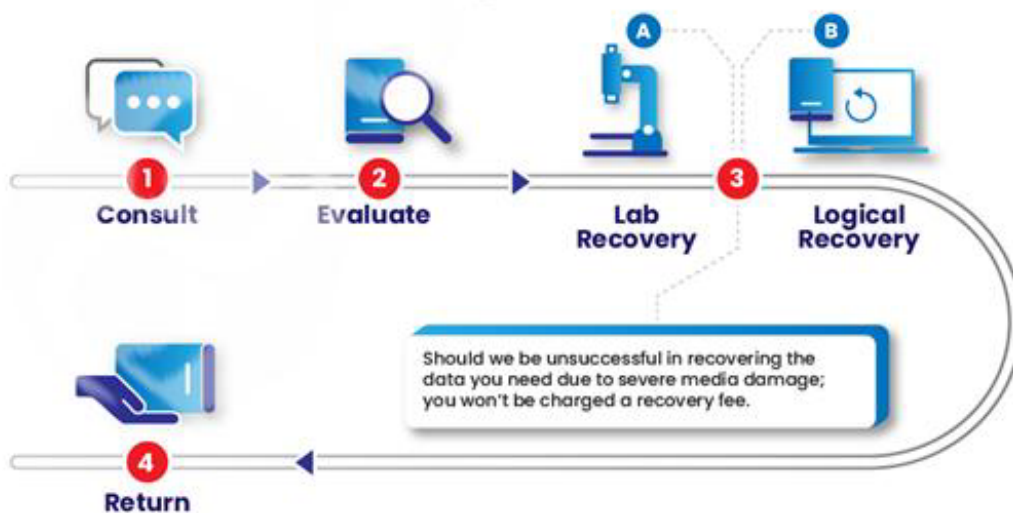 A
B
1
2
3
Consult
Evaluate
Lab
Recovery
Logical
Recovery
Should we be unsuccessful in recovering the
data you need due to severe media damage;
you won't be charged a recovery fee.
4
Return